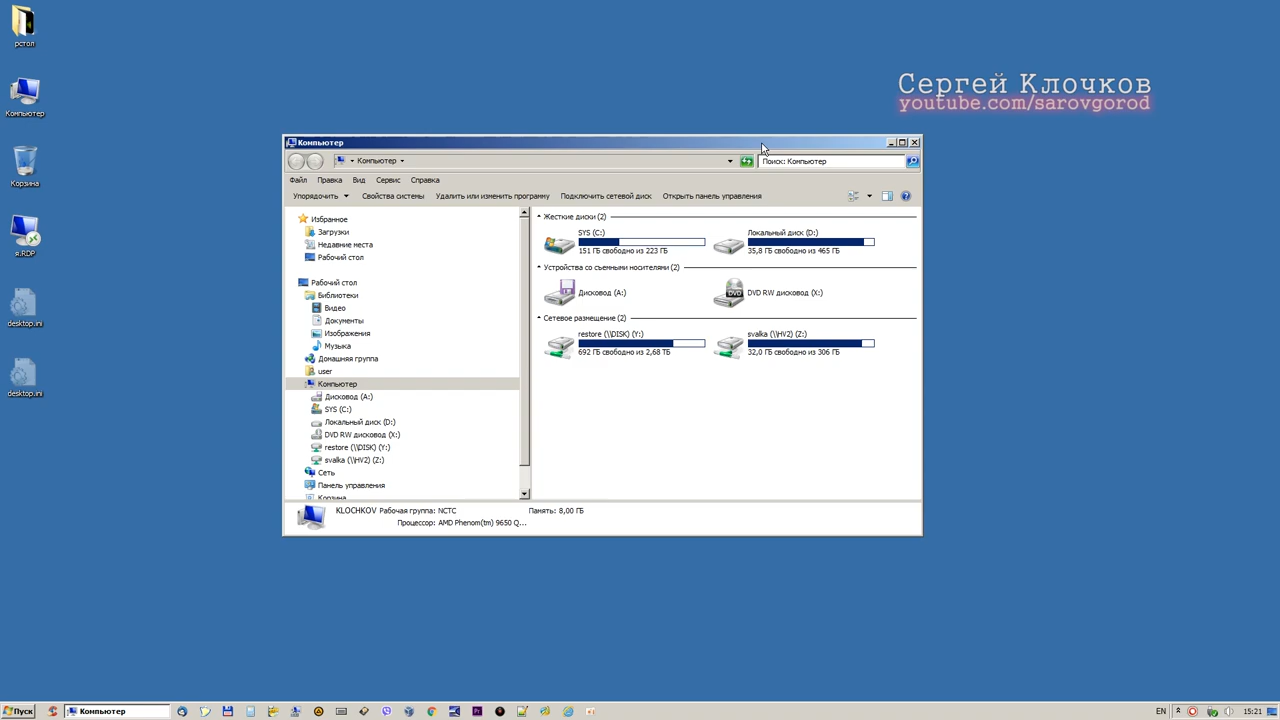 рстол
Компьютер
Корзина
я.RDP
desktop.ini
desktop.ini
Сергей Клочков
youtube.com/sarovgorod
Компьютер
Компьютер
Поиск: Компьютер
Файл Правка Вид Сервис Справка
Упорядочить Свойства системы Удалить или изменить программу Подключить сетевой диск Открыть панель управления
Избранное
Загрузки
Недавние места
Рабочий стол
Рабочий стол
Библиотеки
Видео
Документы
Изображения
Музыка
Домашняя группа
user
Компьютер
Дисковод (A:)
SYS (C:)
Локальный диск (D:)
DVD RW дисковод (X:)
restore (\\DISK) (Y:)
svalka (\\HV2) (Z:)
Сеть
Панель управления
Корзина
Жесткие диски (2)
SYS (C:)
151 ГБ свободно из 223 ГБ
Локальный диск (D:)
35,8 ГБ свободно из 465 ГБ
Устройства со съемными носителями (2)
Дисковод (A:)
DVD RW дисковод (X:)
Сетевое размещение (2)
restore (\\DISK) (Y:)
692 ГБ свободно из 2,68 ТБ
svalka (\\HV2) (Z:)
32,0 ГБ свободно из 306 ГБ
KLOCHKOV Рабочая группа: NCTC Память: 8,00 ГБ
Процессор: AMD Phenom(tm) 9650 Q...
Пуск
Компьютер
EN
15:21